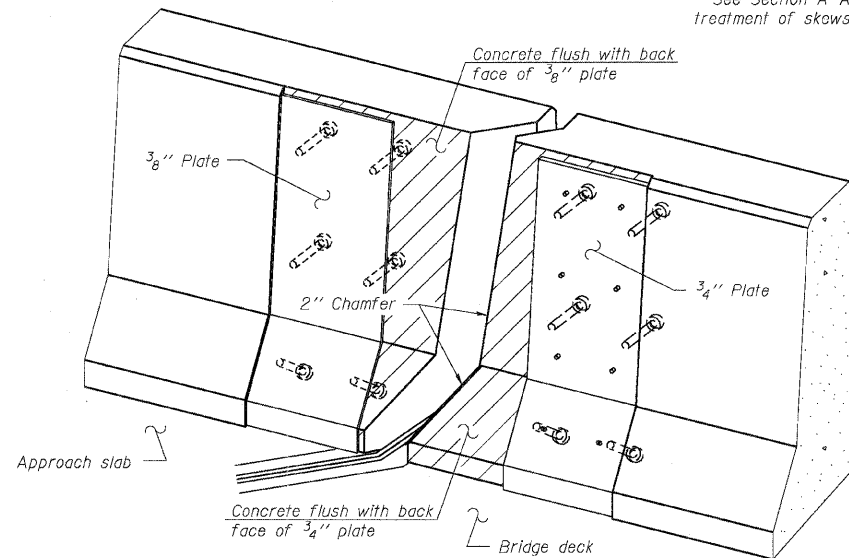 See Section A-A
treatment of skews
Concrete flush with back
face of 3/8" plate
3/8" Plate
2" Chamfer
3/4" Plate
Approach slab
Concrete flush with back
face of 3/4" plate
Bridge deck